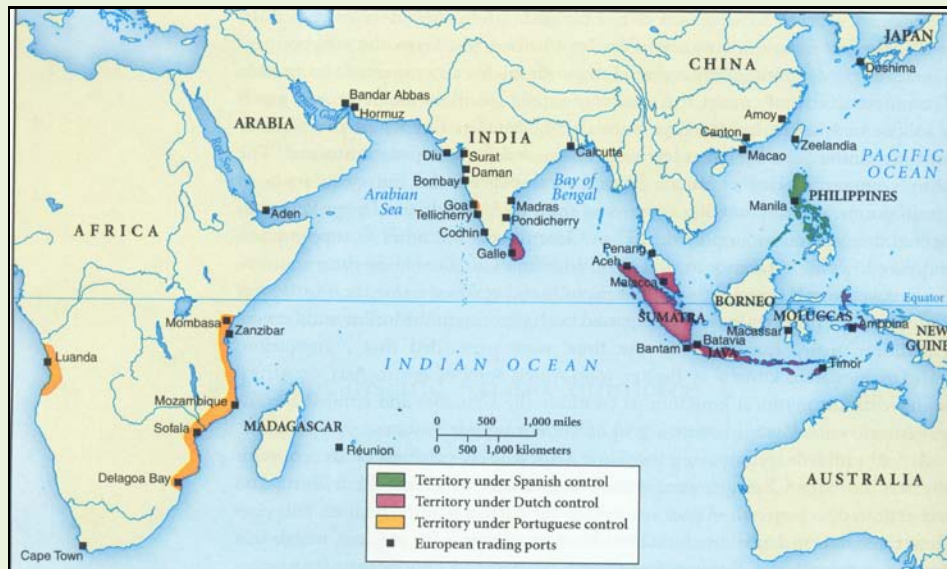 JAPAN
CHINA
Deshima
Bandar Abbas
Hormuz
Persian Gulf
ARABIA
INDIA
Amoy
Canton
Zeelandia
Macao
PACIFIC
OCEAN
Red Sea
Diu
Surat
Daman
Calcutta
Bombay
Arabian
Sea
Bay of
Bengal
Goa
Madras
Tellicherry
Pondicherry
Cochin
Galle
Aden
AFRICA
PHILIPPINES
Manila
Penang
Aceh
Malacca
BORNEO
Equator
SUMATRA
MOLUCCAS
Macassar
Amboina
NEW
GUINE
Batavia
Bantam
JAVA
Timor
Mombasa
Zanzibar
Luanda
INDIAN OCEAN
Mozambique
Sofala
MADAGASCAR
Réunion
Delagoa Bay
Cape Town
0 500 1,000 miles
0 500 1,000 kilometers
AUSTRALIA
Territory under Spanish control
Territory under Dutch control
Territory under Portuguese control
European trading ports